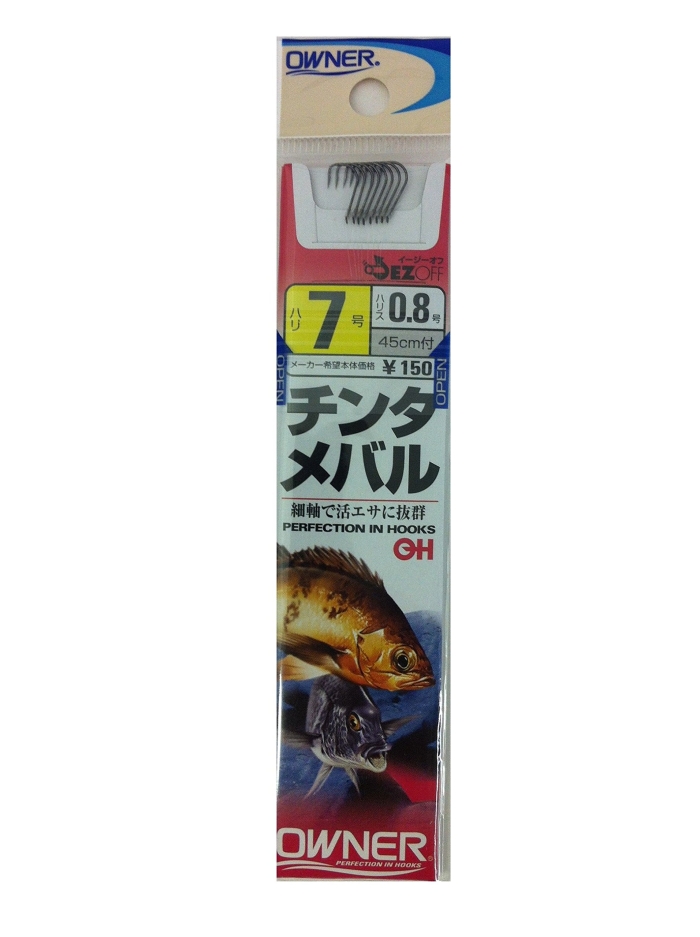 OWNER®
イージーオフ
EZOFF
ハリ 7号
ハリス 0.8号
45cm付
メーカー希望本体価格 ¥150
OPEN
OPEN
チンタ
メバル
細軸で活エサに抜群
PERFECTION IN HOOKS
OH
OWNER®
PERFECTION IN HOOKS